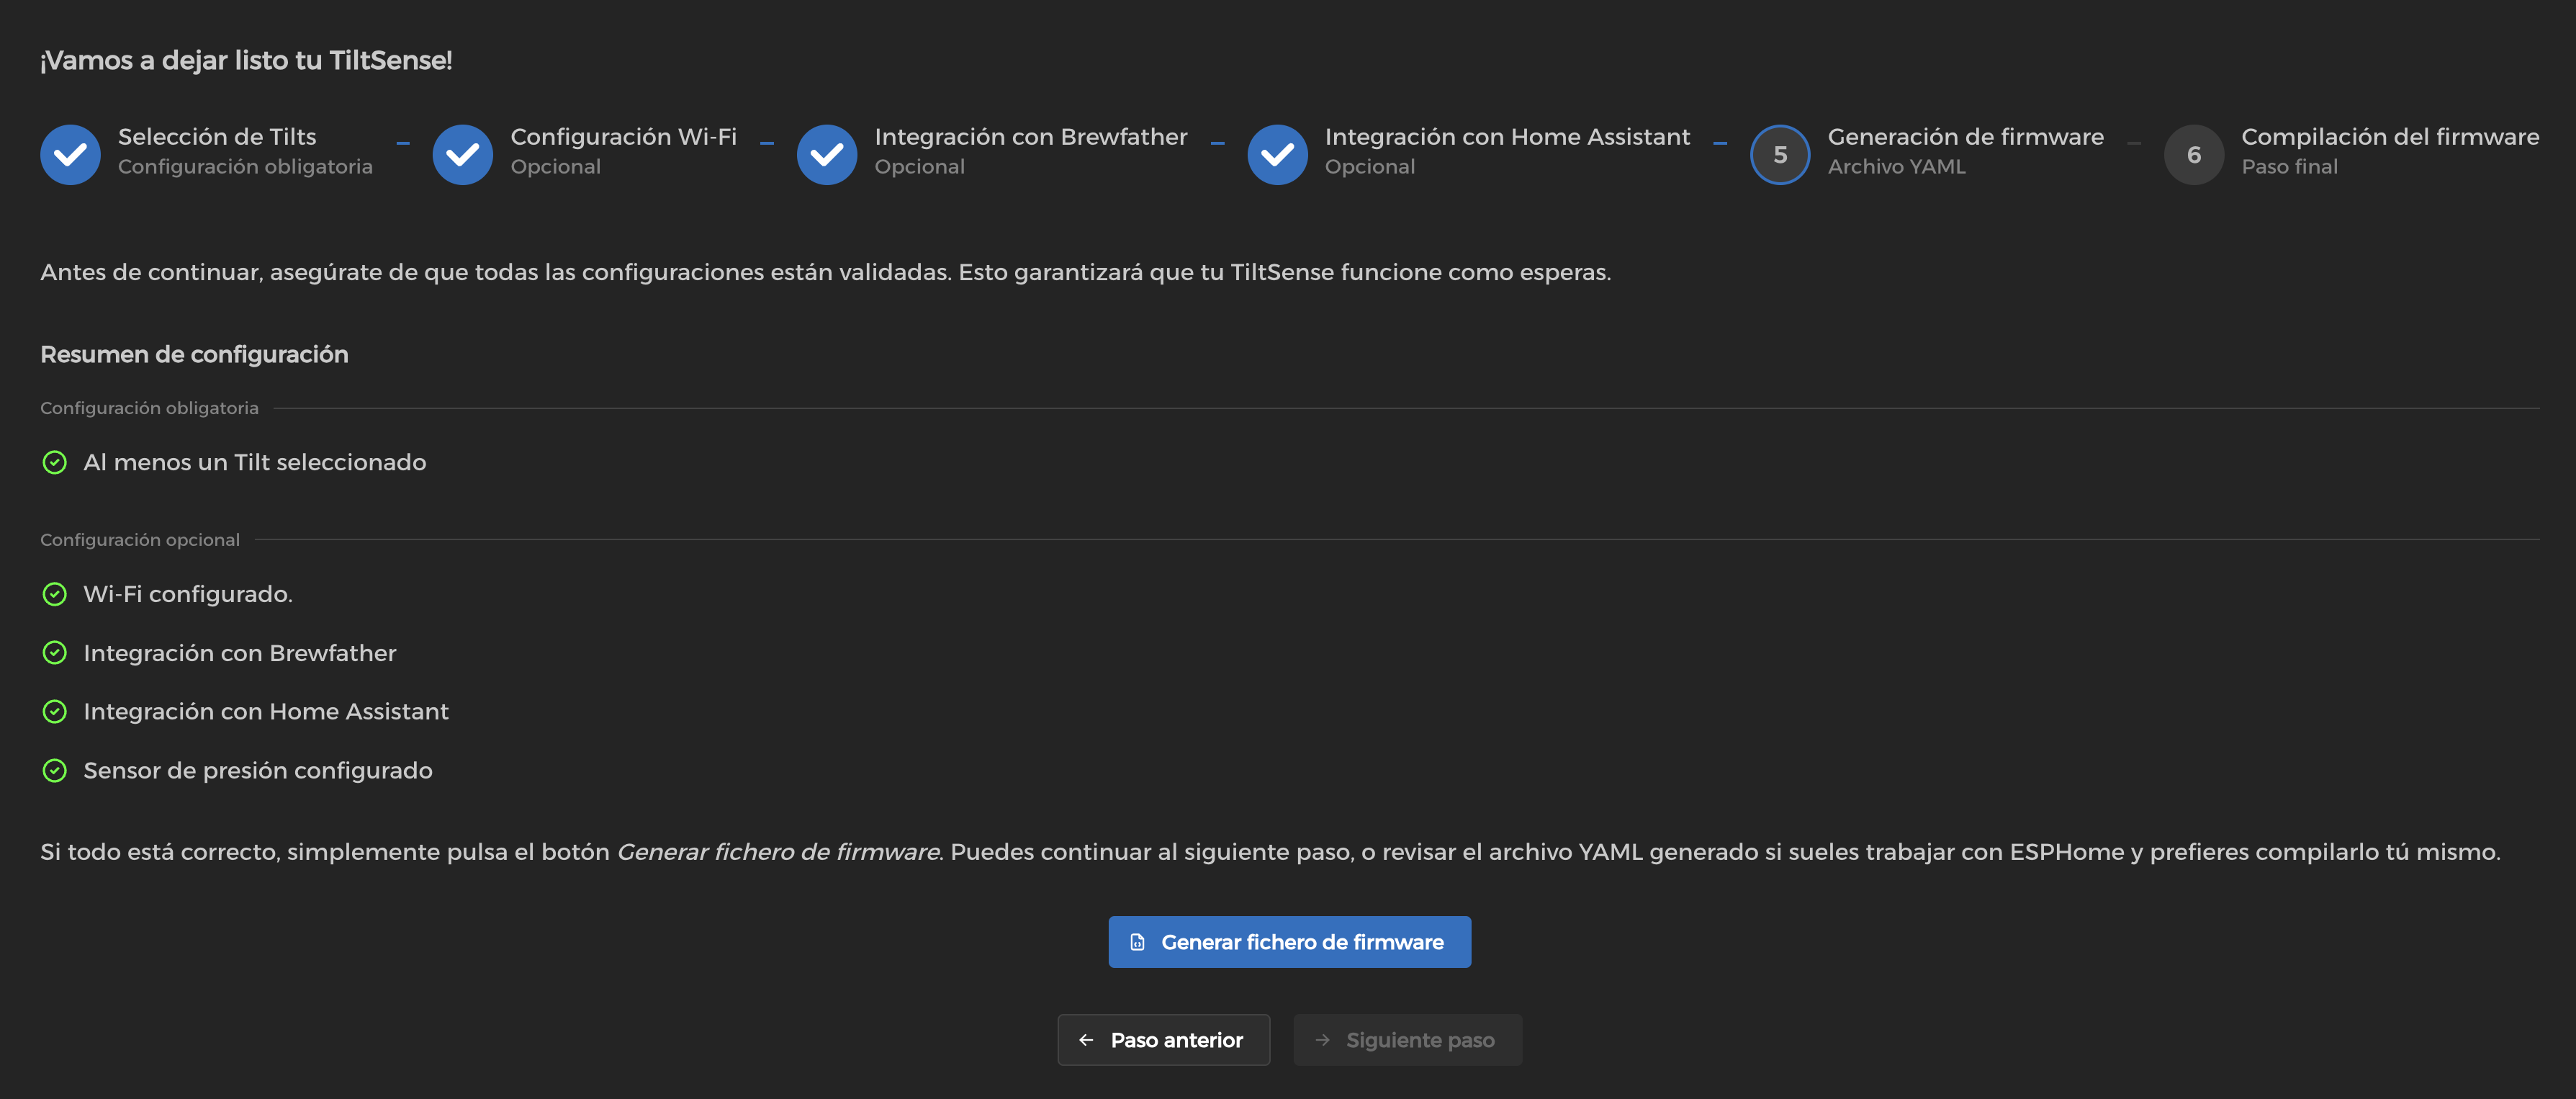 ¡Vamos a dejar listo tu TiltSense!
Selección de Tilts
Configuración obligatoria
Configuración Wi-Fi
Opcional
Integración con Brewfather
Opcional
Integración con Home Assistant
Opcional
5
Generación de firmware
Archivo YAML
6
Compilación del firmware
Paso final
Antes de continuar, asegúrate de que todas las configuraciones están validadas. Esto garantizará que tu TiltSense funcione como esperas.
Resumen de configuración
Configuración obligatoria
Al menos un Tilt seleccionado
Configuración opcional
Wi-Fi configurado.
Integración con Brewfather
Integración con Home Assistant
Sensor de presión configurado
Si todo está correcto, simplemente pulsa el botón Generar fichero de firmware. Puedes continuar al siguiente paso, o revisar el archivo YAML generado si sueles trabajar con ESPHome y prefieres compilarlo tú mismo.
Generar fichero de firmware
Paso anterior
Siguiente paso